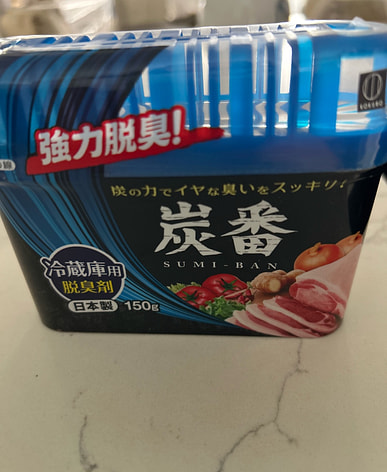 KOKUBO
強力脱臭!
炭の力でイヤな臭いをスッキリ!
炭番
SUMI-BAN
冷蔵庫用
脱臭剤
日本製 150g